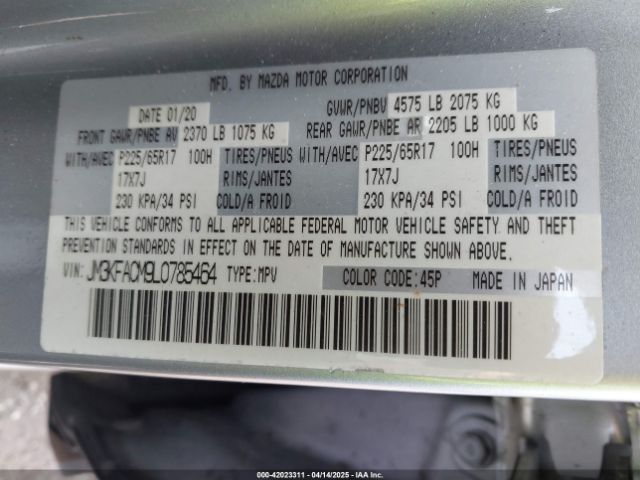 MFD. BY MAZDA MOTOR CORPORATION
DATE 01/20 GVWR/PNBV 4575 LB 2075 KG
FRONT GAWR/PNBE AV 2370 LB 1075 KG REAR GAWR/PNBE AR 2205 LB 1000 KG
WITH/AVEC P225/65R17 100H TIRES/PNEUS WITH/AVEC P225/65R17 100H TIRES/PNEUS
17X7J RIMS/JANTES 17X7J RIMS/JANTES
230 KPA/34 PSI COLD/A FROID 230 KPA/34 PSI COLD/A FROID
THIS VEHICLE CONFORMS TO ALL APPLICABLE FEDERAL MOTOR VEHICLE SAFETY AND THEFT
PREVENTION STANDARDS IN EFFECT ON THE DATE OF MANUFACTURE SHOWN ABOVE.
VIN: JM3KFACM9L0785464 TYPE:MPV COLOR CODE:45P MADE IN JAPAN
000-42023311 - 04/14/2025 - COPYRIGHT IAA, LLC